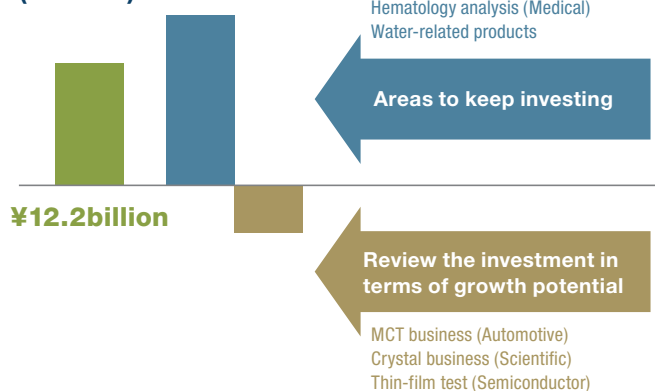 Hematology analysis (Medical)
Water-related products
Areas to keep investing
¥12.2billion
Review the investment in
terms of growth potential
MCT business (Automotive)
Crystal business (Scientific)
Thin-film test (Semiconductor)